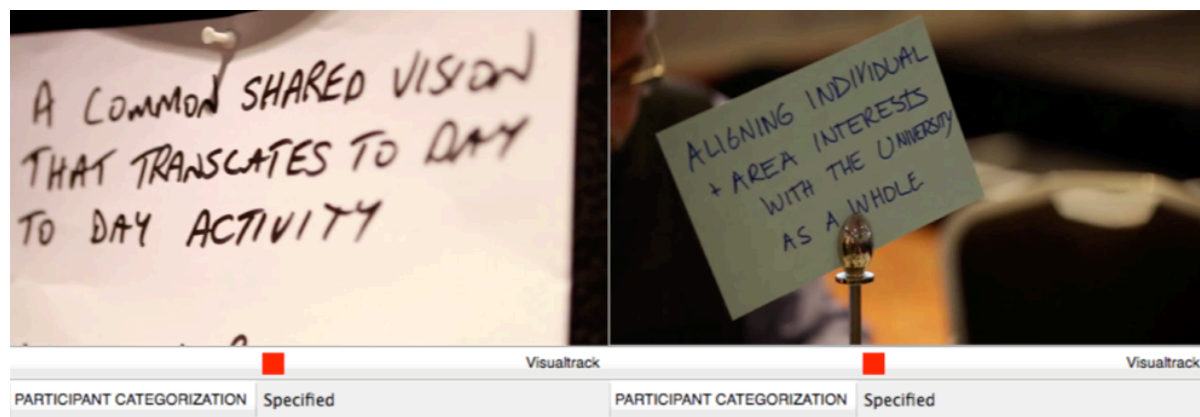 A COMMON SHARED VISION
THAT TRANSLATES TO DAY
TO DAY ACTIVITY
ALIGNING INDIVIDUAL
+ AREA INTERESTS
WITH THE UNIVERSITY
AS A WHOLE
Visualtrack
Visualtrack
PARTICIPANT CATEGORIZATION Specified
PARTICIPANT CATEGORIZATION Specified